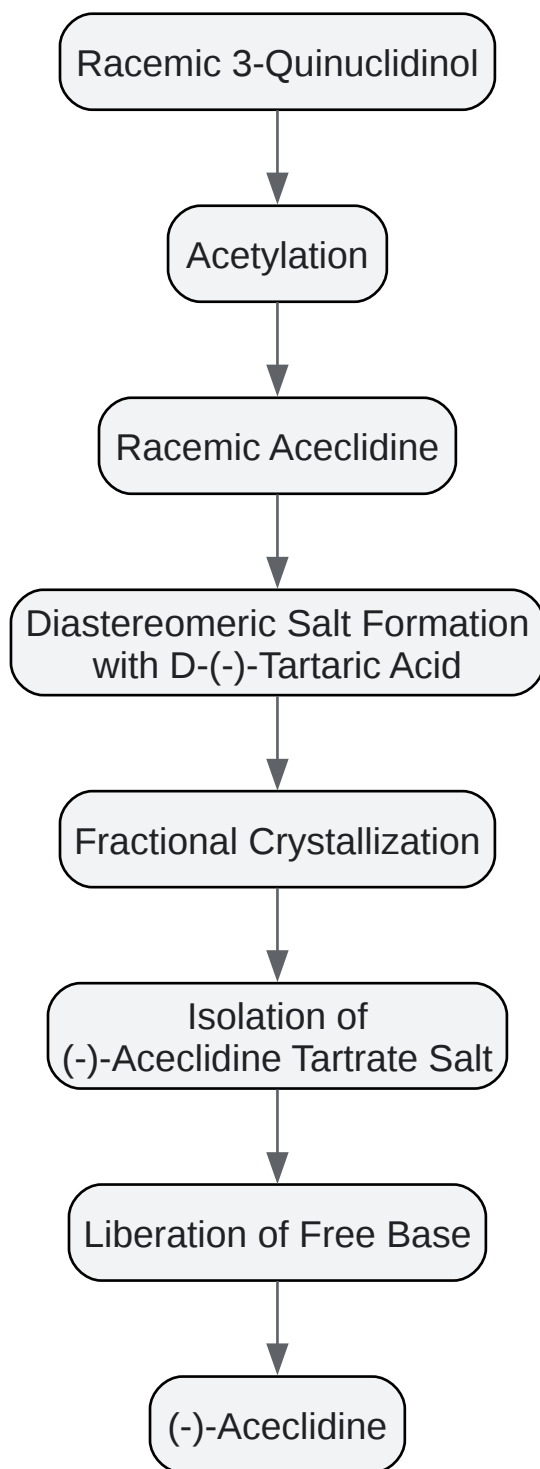 Racemic 3-Quinuclidinol
Acetylation
Racemic Aceclidine
Diastereomeric Salt Formation
with D-(-)-Tartaric Acid
Fractional Crystallization
Isolation of
(-)-Aceclidine Tartrate Salt
Liberation of Free Base
(-)-Aceclidine